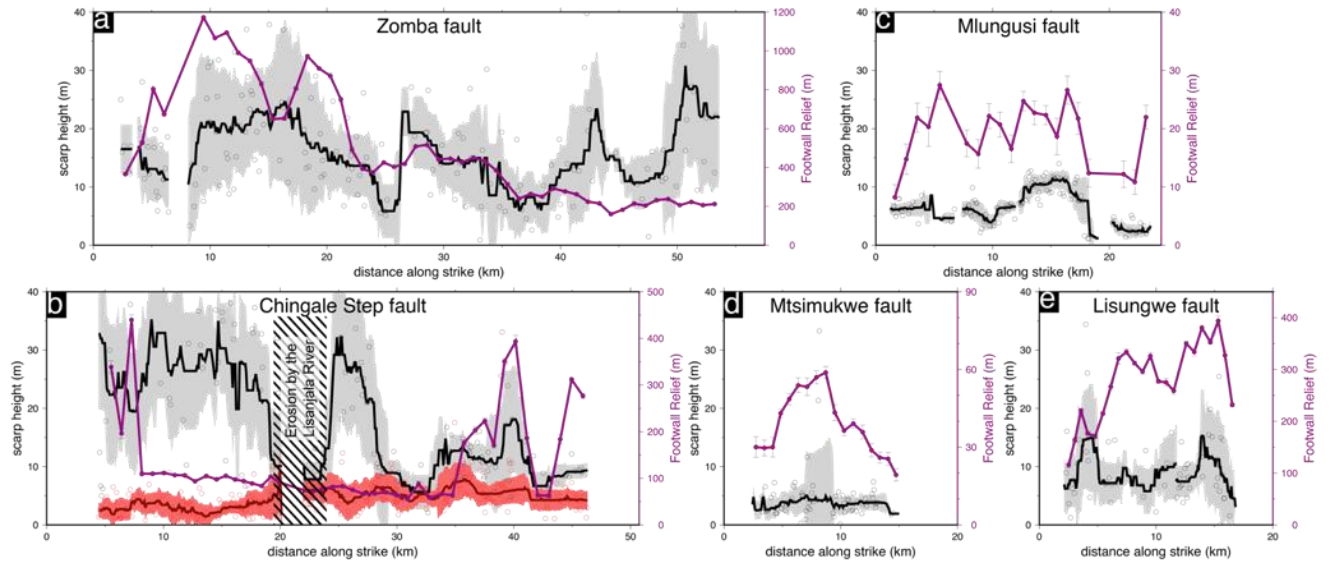 a
Zomba fault
40
30
20
10
0
scarp height (m)
0 10 20 30 40 50
distance along strike (km)
1200
1000
800
600
400
200
0
Footwall Relief (m)
c
Mlungusi fault
40
30
20
10
0
scarp height (m)
0 10 20
distance along strike (km)
40
30
20
10
0
Footwall Relief (m)
b
Chingale Step fault
Erosion by the
Lisanjala River
40
30
20
10
0
scarp height (m)
0 10 20 30 40 50
distance along strike (km)
500
400
300
200
100
0
Footwall Relief (m)
d
Mtsimukwe fault
40
30
20
10
0
scarp height (m)
0 10 20
distance along strike (km)
90
60
30
0
Footwall Relief (m)
e
Lisungwe fault
40
30
20
10
0
scarp height (m)
0 10 20
distance along strike (km)
400
300
200
100
0
Footwall Relief (m)